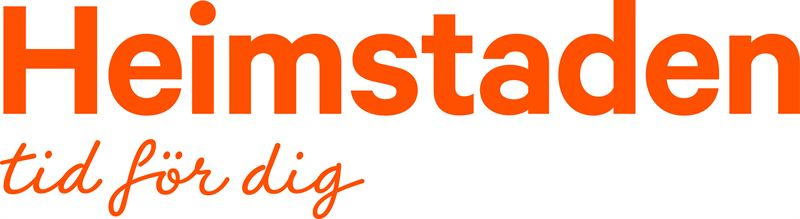 Heimstaden
tid för dig